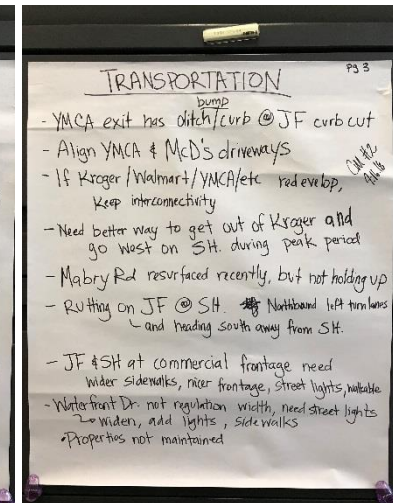 Pg 3
TRANSPORTATION
bump
- YMCA exit has ditch/curb @ JF curb cut
- Align YMCA & McD's driveways
CM #2
- If Kroger/Walmart/YMCA/etc redevelop,
Keep interconnectivity
- Need better way to get out of Kroger and
go West on SH. during peak period
- Mabry Rd resurfaced recently, but not holding up
- Rutting on JF @ SH. Northbound left turn lanes
and heading south away from SH.
- JF & SH at commercial frontage need
wider sidewalks, nicer frontage, street lights, walkable
- Waterfront Dr. not regulation width, need street lights
widen, add lights, sidewalks
• Properties not maintained